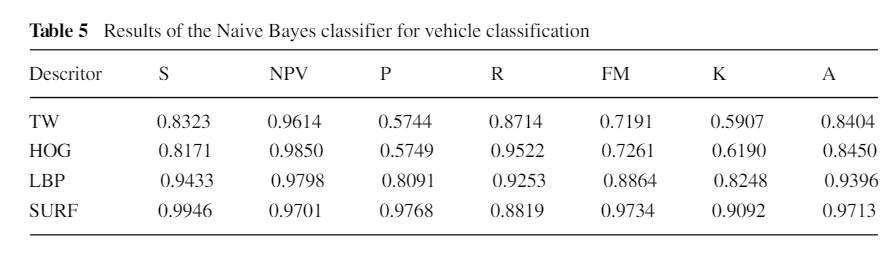 Table 5 Results of the Naive Bayes classifier for vehicle classification
Descritor S NPV P R FM K A
TW 0.8323 0.9614 0.5744 0.8714 0.7191 0.5907 0.8404
HOG 0.8171 0.9850 0.5749 0.9522 0.7261 0.6190 0.8450
LBP 0.9433 0.9798 0.8091 0.9253 0.8864 0.8248 0.9396
SURF 0.9946 0.9701 0.9768 0.8819 0.9734 0.9092 0.9713